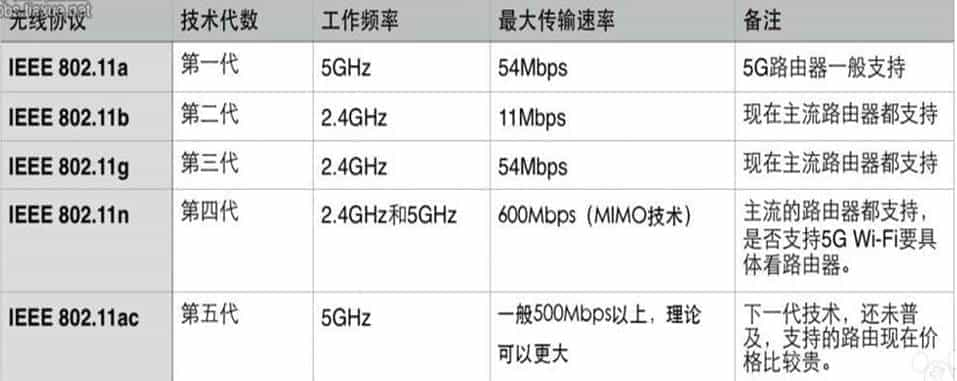 无线协议 技术代数 工作频率 最大传输速率 备注
IEEE 802.11a 第一代 5GHz 54Mbps 5G路由器一般支持
IEEE 802.11b 第二代 2.4GHz 11Mbps 现在主流路由器都支持
IEEE 802.11g 第三代 2.4GHz 54Mbps 现在主流路由器都支持
IEEE 802.11n 第四代 2.4GHz和5GHz 600Mbps（MIMO技术） 主流的路由器都支持，
是否支持5G Wi-Fi要具
体看路由器。
IEEE 802.11ac 第五代 5GHz 一般500Mbps以上，理论
可以更大
下一代技术，还未普
及，支持的路由现在价
格比较贵。